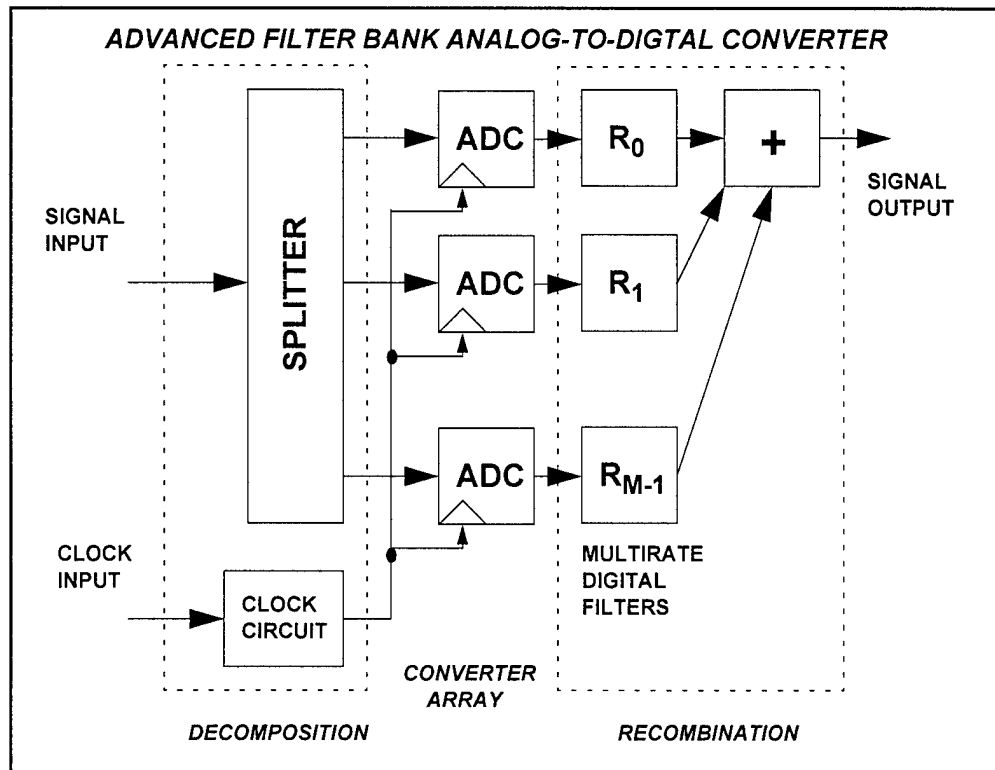 ADVANCED FILTER BANK ANALOG-TO-DIGTAL CONVERTER
SIGNAL
INPUT
SPLITTER
ADC
R0
+
SIGNAL
OUTPUT
ADC
R1
ADC
RM-1
CLOCK
INPUT
CLOCK
CIRCUIT
MULTIRATE
DIGITAL
FILTERS
CONVERTER
ARRAY
DECOMPOSITION
RECOMBINATION